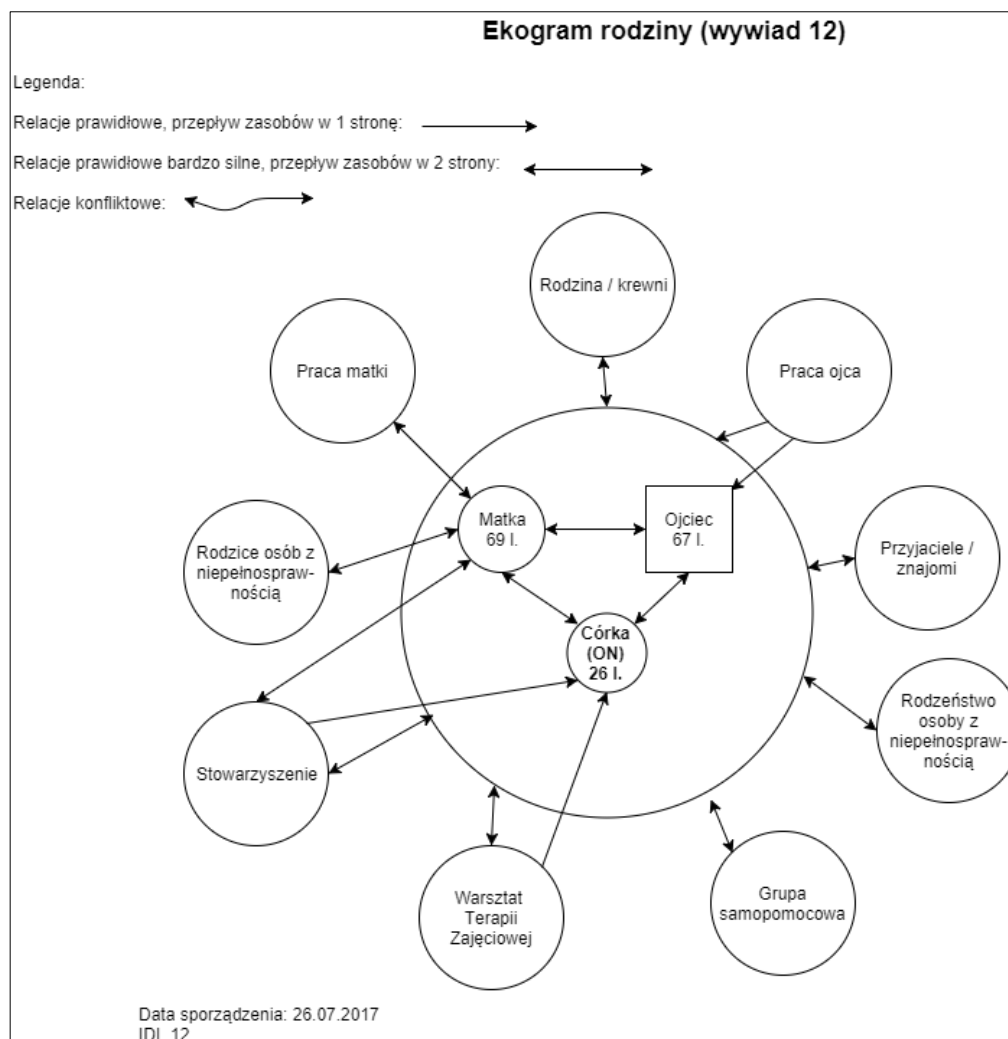 Ekogram rodziny (wywiad 12)
Legenda:
Relacje prawidłowe, przepływ zasobów w 1 stronę:
Relacje prawidłowe bardzo silne, przepływ zasobów w 2 strony:
Relacje konfliktowe:
Rodzina / krewni
Praca matki
Praca ojca
Matka
69 l.
Ojciec
67 l.
Rodzice osób z
niepełnospraw-
nością
Przyjaciele /
znajomi
Córka
(ON)
26 l.
Rodzeństwo
osoby z
niepełnospraw-
nością
Stowarzyszenie
Warsztat
Terapii
Zajęciowej
Grupa
samopomocowa
Data sporządzenia: 26.07.2017
IDI_12